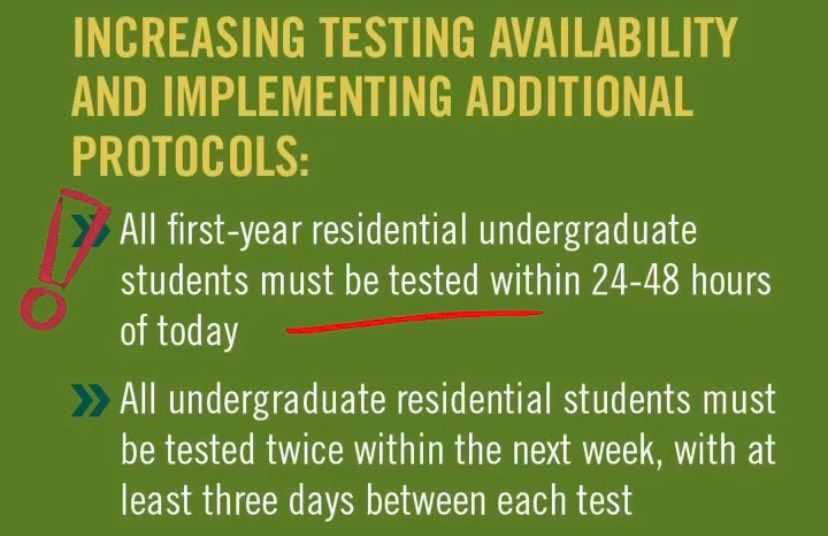 INCREASING TESTING AVAILABILITY
AND IMPLEMENTING ADDITIONAL
PROTOCOLS:
» All first-year residential undergraduate
students must be tested within 24-48 hours
of today
» All undergraduate residential students must
be tested twice within the next week, with at
least three days between each test